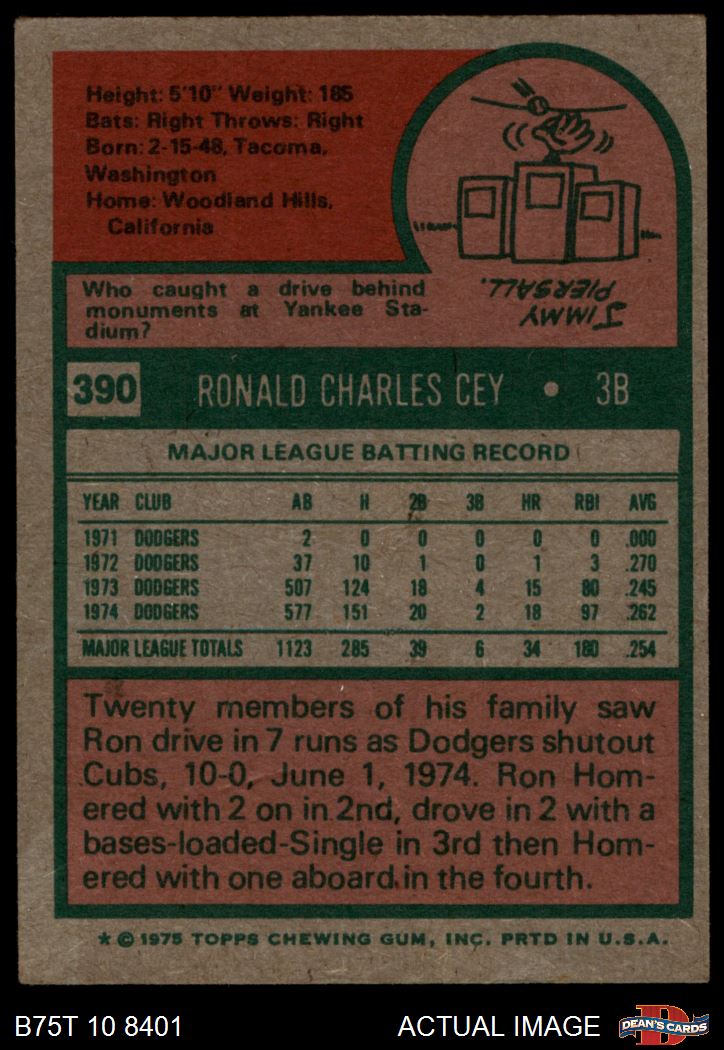 Height: 5'10" Weight: 185
Bats: Right Throws: Right
Born: 2-15-48, Tacoma,
Washington
Home: Woodland Hills,
California
Who caught a drive behind
monuments at Yankee Sta-
dium?
JIMMY
PIERSALL.
390 RONALD CHARLES CEY • 3B
MAJOR LEAGUE BATTING RECORD
YEAR CLUB AB H 2B 3B HR RBI AVG
1971 DODGERS 2 0 0 0 0 0 .000
1972 DODGERS 37 10 1 0 1 3 .270
1973 DODGERS 507 124 18 4 15 80 .245
1974 DODGERS 577 151 20 2 18 97 .262
MAJOR LEAGUE TOTALS 1123 285 39 6 34 180 .254
Twenty members of his family saw
Ron drive in 7 runs as Dodgers shutout
Cubs, 10-0, June 1, 1974. Ron Hom-
ered with 2 on in 2nd, drove in 2 with a
bases-loaded-Single in 3rd then Hom-
ered with one aboard in the fourth.
* © 1975 TOPPS CHEWING GUM, INC. PRTD IN U.S.A.
B75T 10 8401 ACTUAL IMAGE D DEAN'S CARDS